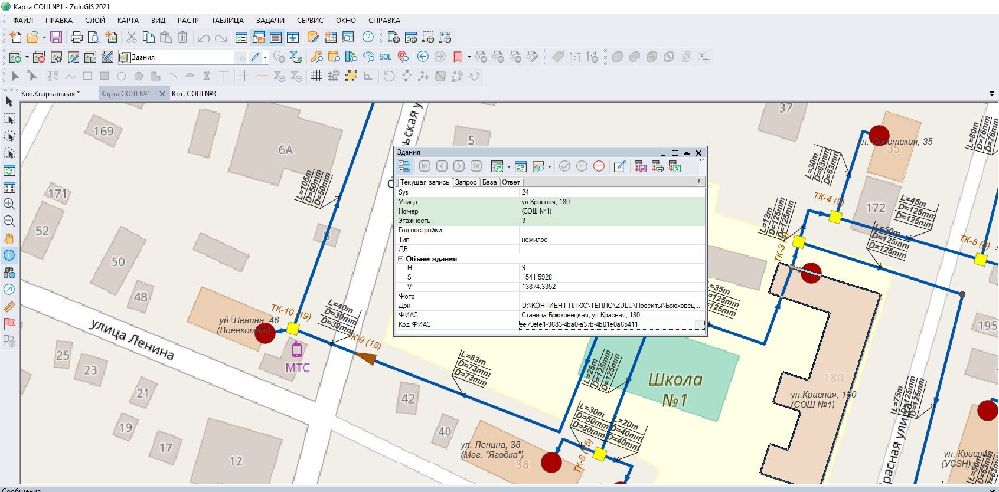 Карта СОШ №1 - ZuluGIS 2021
ФАЙЛ ПРАВКА СЛОЙ КАРТА ВИД РАСТР ТАБЛИЦА ЗАДАЧИ СЕРВИС ОКНО СПРАВКА
Здания
SQL
1:1
Кот.Квартальная *
Карта СОШ №1
Кот. СОШ №3
169
6А
5
37
ул. Советская, 35
35
L=80m
D=76mm
D=76mm
L=30m
D=63mm
D=63mm
171
52
50
48
L=105m
D=50mm
D=50mm
ТК-4 (5)
172
L=45m
D=125mm
D=125mm
L=12m
D=125mm
D=125mm
L=50m
D=125mm
D=125mm
ТК-5 (6)
ТК-3
Здания
Текущая запись Запрос База Ответ
Sys 24
Улица ул.Красная, 180
Номер (СОШ №1)
Этажность 3
Год постройки
Тип нежилое
ДВ
Объем здания
H 9
S 1541.5928
V 13874.3352
Фото
Док D:\КОНТИЕНТ ПЛЮС\ТЕПЛО\ZULU\Проекты\Брюховец...
ФИАС Станица Брюховецкая, ул Красная, 180
Код ФИАС ee79efe1-9683-4ba0-a37b-4b01e0a65411
...
=35m
=125mm
=125mm
195
ТК-10 (19)
L=40m
D=39mm
D=39mm
ул. Ленина, 46
(Военкомат)
ТК-9 (18)
улица Ленина
МТС
25
23
21
19
17
12
42
40
L=83m
D=73mm
D=73mm
L=25m
D=125mm
D=125mm
Школа
№1
180
ул.Красная, 180
(СОШ №1)
L=75m
D=125mm
D=125mm
L=30m
D=50mm
D=50mm
L=20m
D=40mm
D=40mm
ТК-8 (15)
ул. Ленина, 38
(Маг. "Ягодка")
38
ул. Красная
(УСЗН)
L=50m
D=63mm
D=63mm
Сообщения